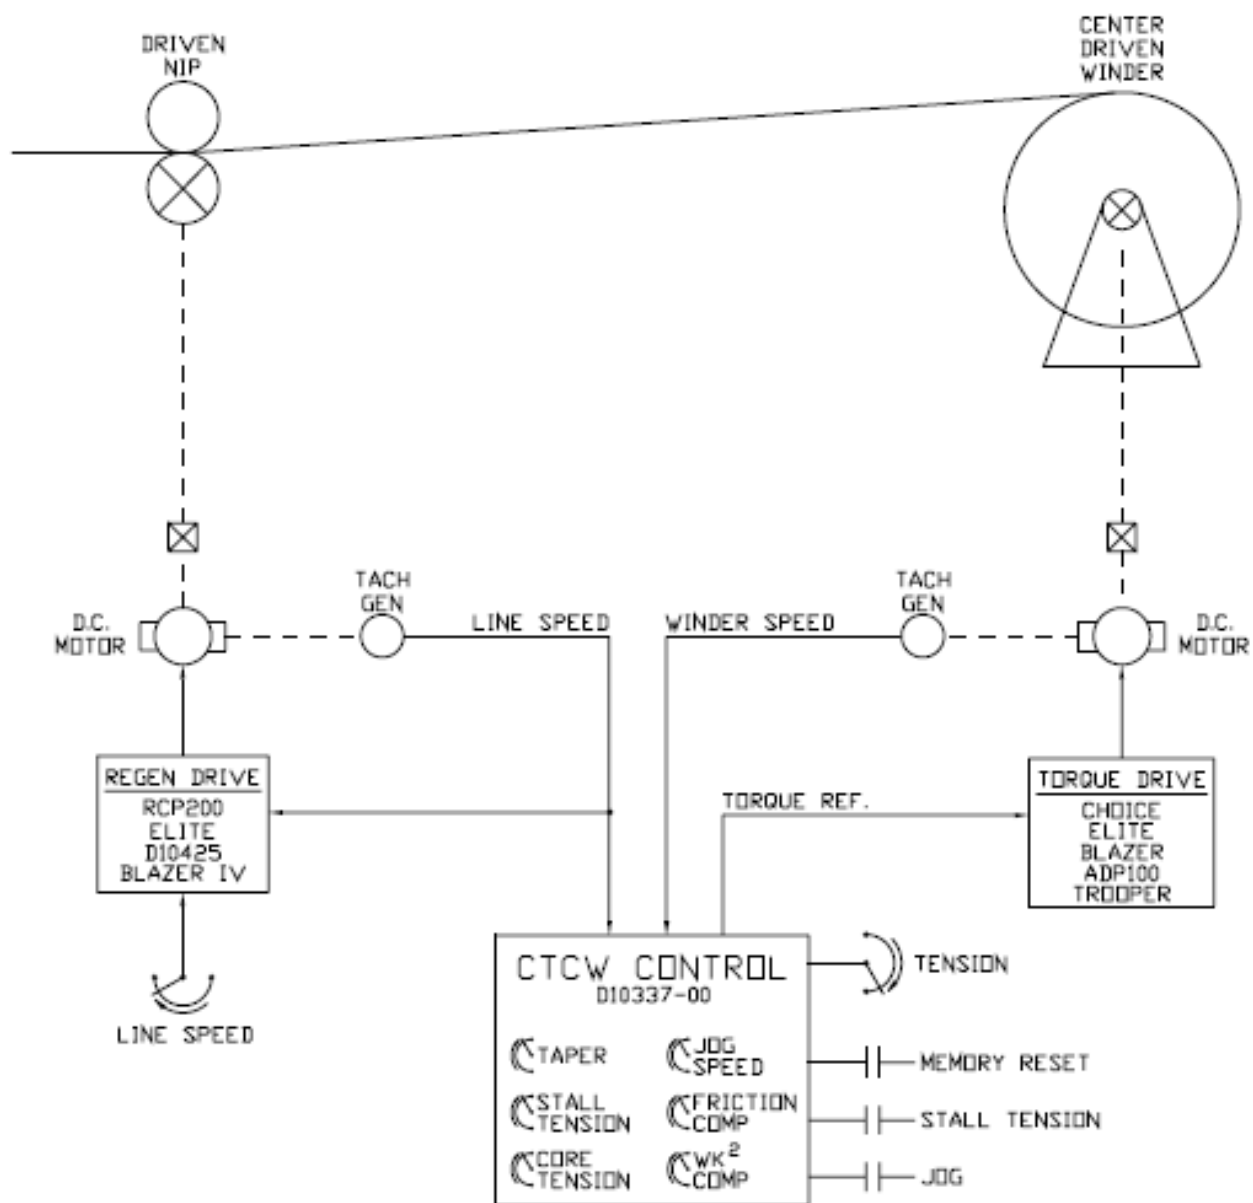 DRIVEN
NIP
CENTER
DRIVEN
WINDER
TACH
GEN
TACH
GEN
D.C.
MOTOR
LINE SPEED
WINDER SPEED
D.C.
MOTOR
REGEN DRIVE
RCP200
ELITE
D10425
BLAZER IV
TORQUE REF.
TORQUE DRIVE
CHOICE
ELITE
BLAZER
ADP100
TROOPER
LINE SPEED
CTCW CONTROL
D10337-00
TENSION
TAPER
JOG
SPEED
MEMORY RESET
STALL
TENSION
FRICTION
COMP
STALL TENSION
CORE
TENSION
WK²
COMP
JOG